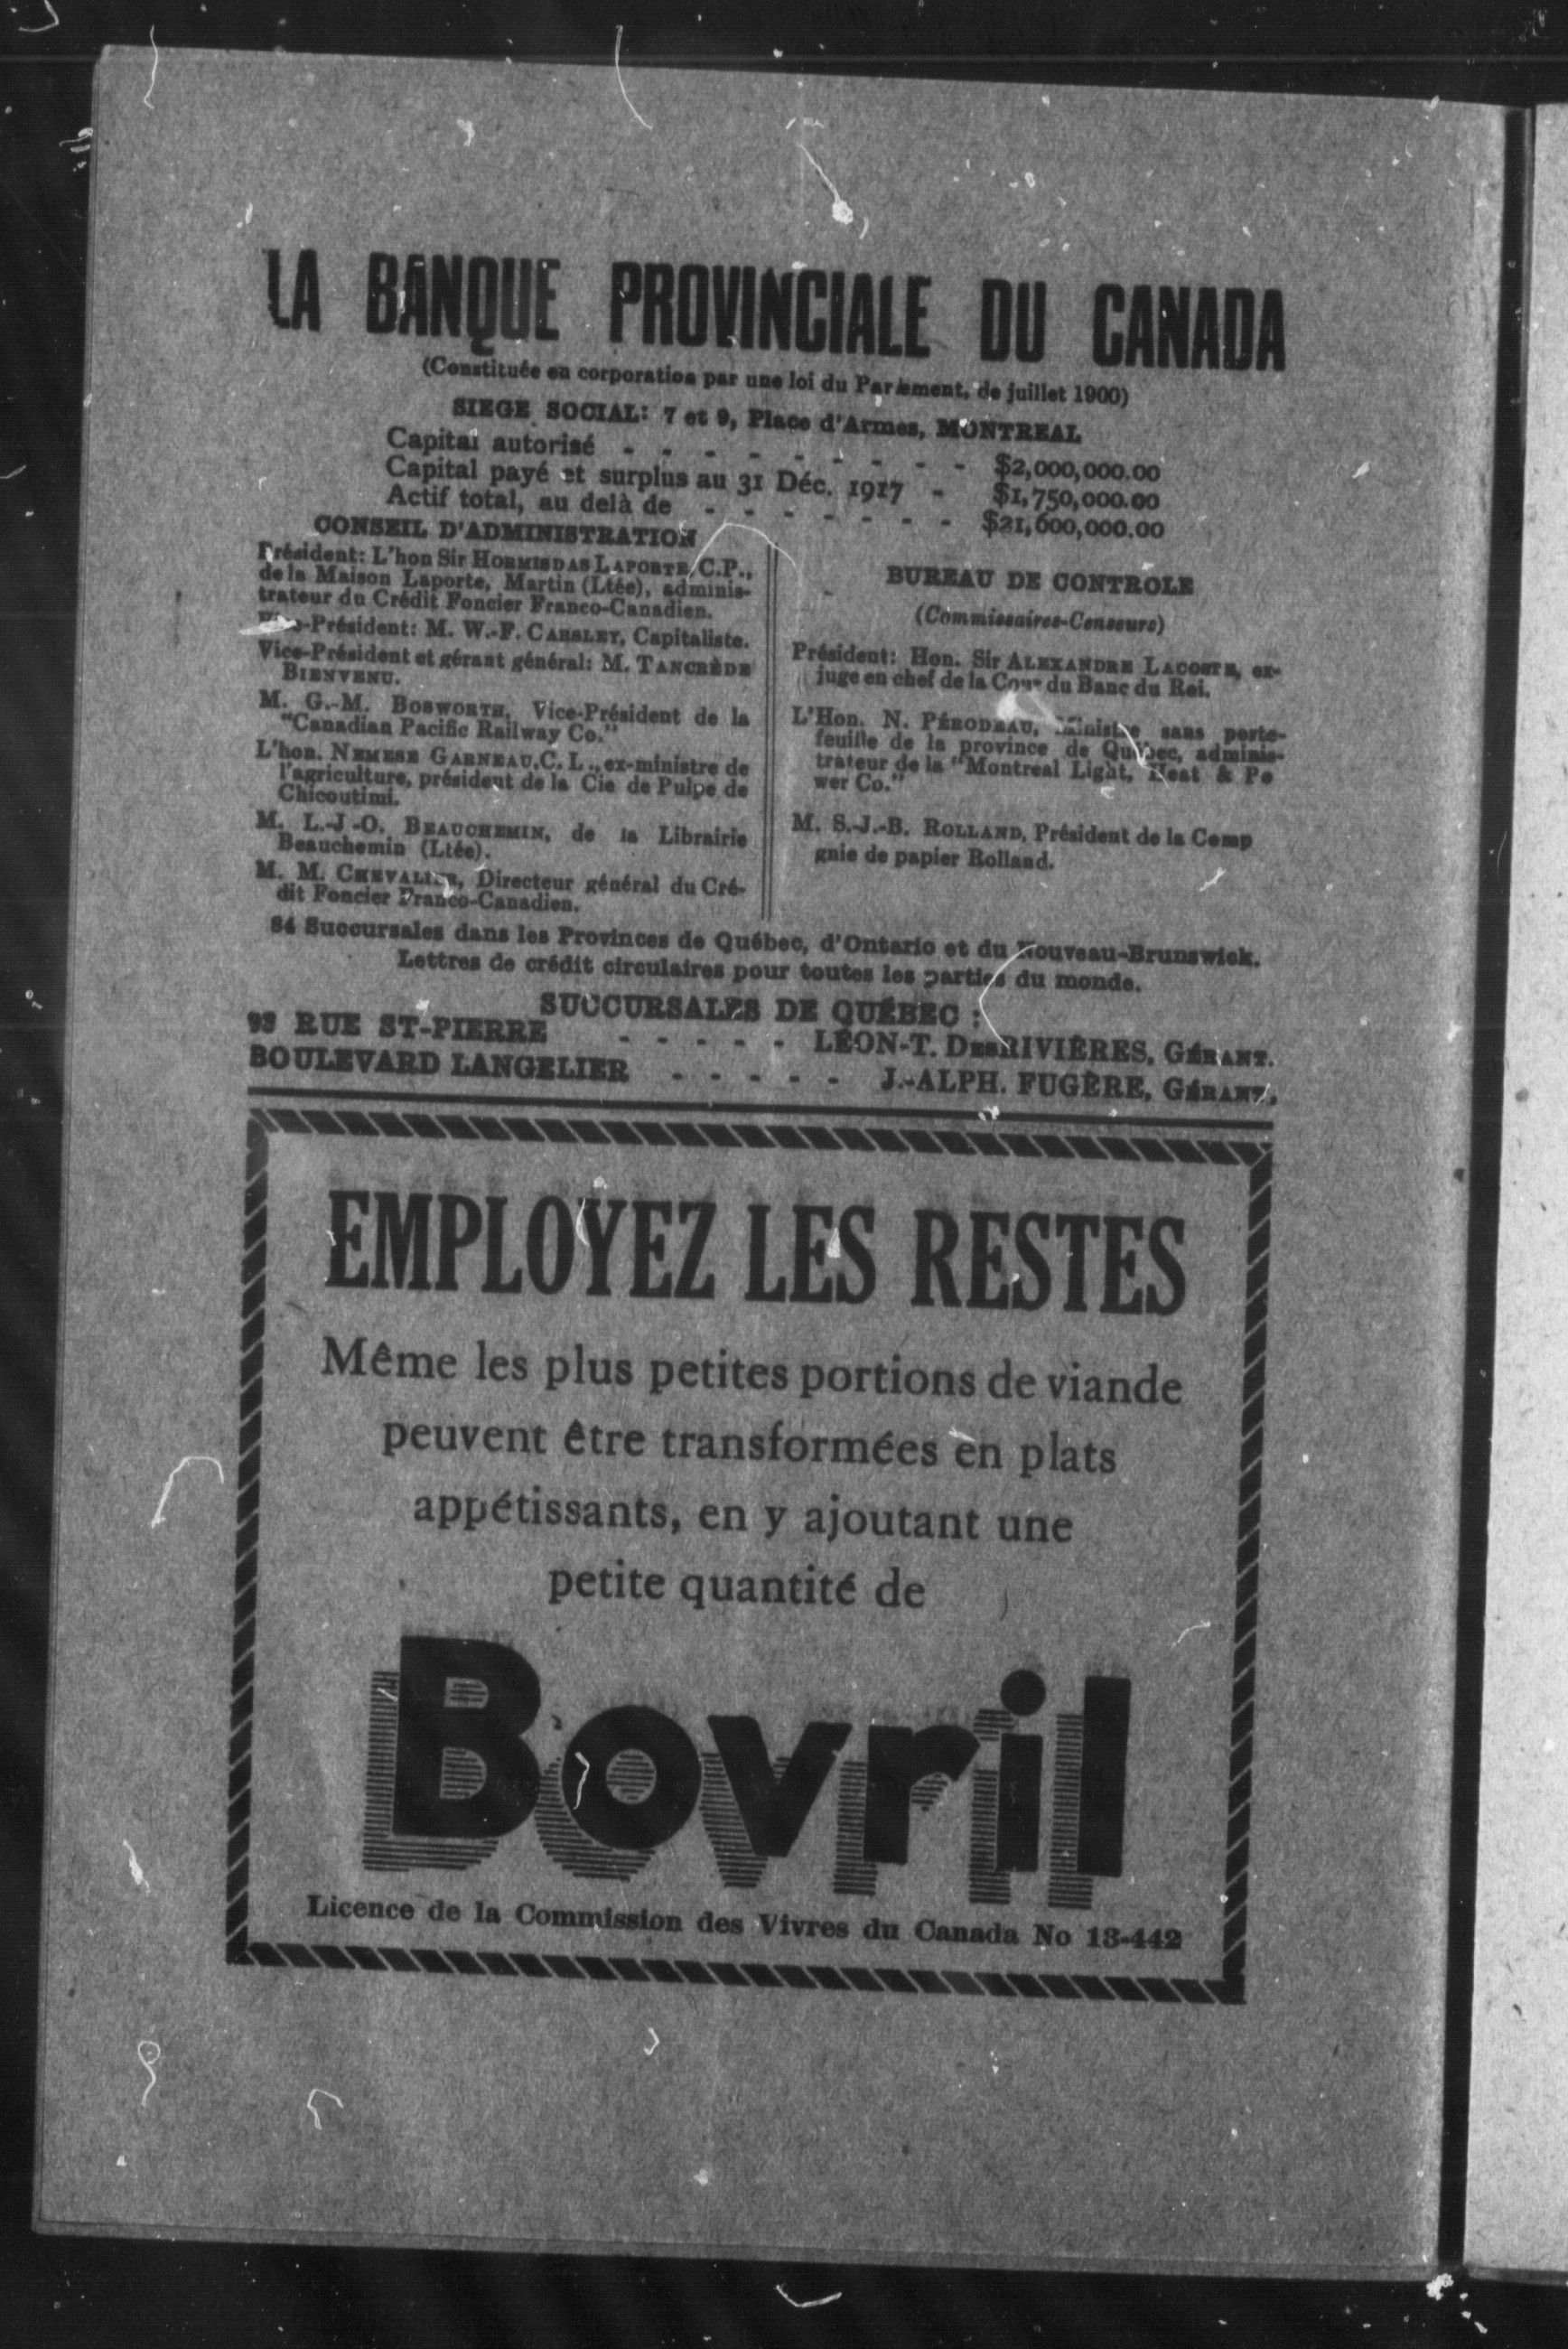 LA BANQUE PROVINCIALE DU CANADA
(Constituée en corporation par une loi du Parlement, de juillet 1900)
SIEGE SOCIAL: 7 et 9, Place d'Armes, MONTREAL
Capital autorisé - - - - - - - - - $2,000,000.00
Capital payé et surplus au 31 Déc. 1917 - $1,750,000.00
Actif total, au delà de - - - - - - - $21,600,000.00
CONSEIL D'ADMINISTRATION
Président: L'hon Sir HORMISDAS LAPORTE, C.P.,
de la Maison Laporte, Martin (Ltée), adminis-
trateur du Crédit Foncier Franco-Canadien.
Vice-Président: M. W.-F. CARSLEY, Capitaliste.
Vice-Président et gérant général: M. TANCRÈDE
BIENVENU.
M. G.-M. BOSWORTH, Vice-Président de la
"Canadian Pacific Railway Co."
L'hon. NEMESE GARNEAU.C. L., ex-ministre de
l'agriculture, président de la Cie de Pulpe de
Chicoutimi.
M. L.-J-O. BEAUCHEMIN, de la Librairie
Beauchemin (Ltée).
M. M. CHEVALIER, Directeur général du Cré-
dit Foncier Franco-Canadien.
BUREAU DE CONTROLE
(Commissaires-Censeurs)
Président: Hon. Sir ALEXANDRE LACOSTE, ex-
juge en chef de la Cour du Banc du Roi.
L'Hon. N. PÉRODEAU, Ministre sans porte-
feuille de la province de Québec, adminis-
trateur de la "Montreal Light, Heat & Po
wer Co."
M. S.-J.-B. ROLLAND, Président de la Comp
gnie de papier Rolland.
84 Succursales dans les Provinces de Québec, d'Ontario et du Nouveau-Brunswick.
Lettres de crédit circulaires pour toutes les parties du monde.
SUCCURSALES DE QUÉBEC :
93 RUE ST-PIERRE - - - - - LÉON-T. DESRIVIÈRES, GÉRANT.
BOULEVARD LANGELIER - - - - - J.-ALPH. FUGÈRE, GÉRANT,
EMPLOYEZ LES RESTES
Même les plus petites portions de viande
peuvent être transformées en plats
appétissants, en y ajoutant une
petite quantité de
Bovril
Licence de la Commission des Vivres du Canada No 13-442